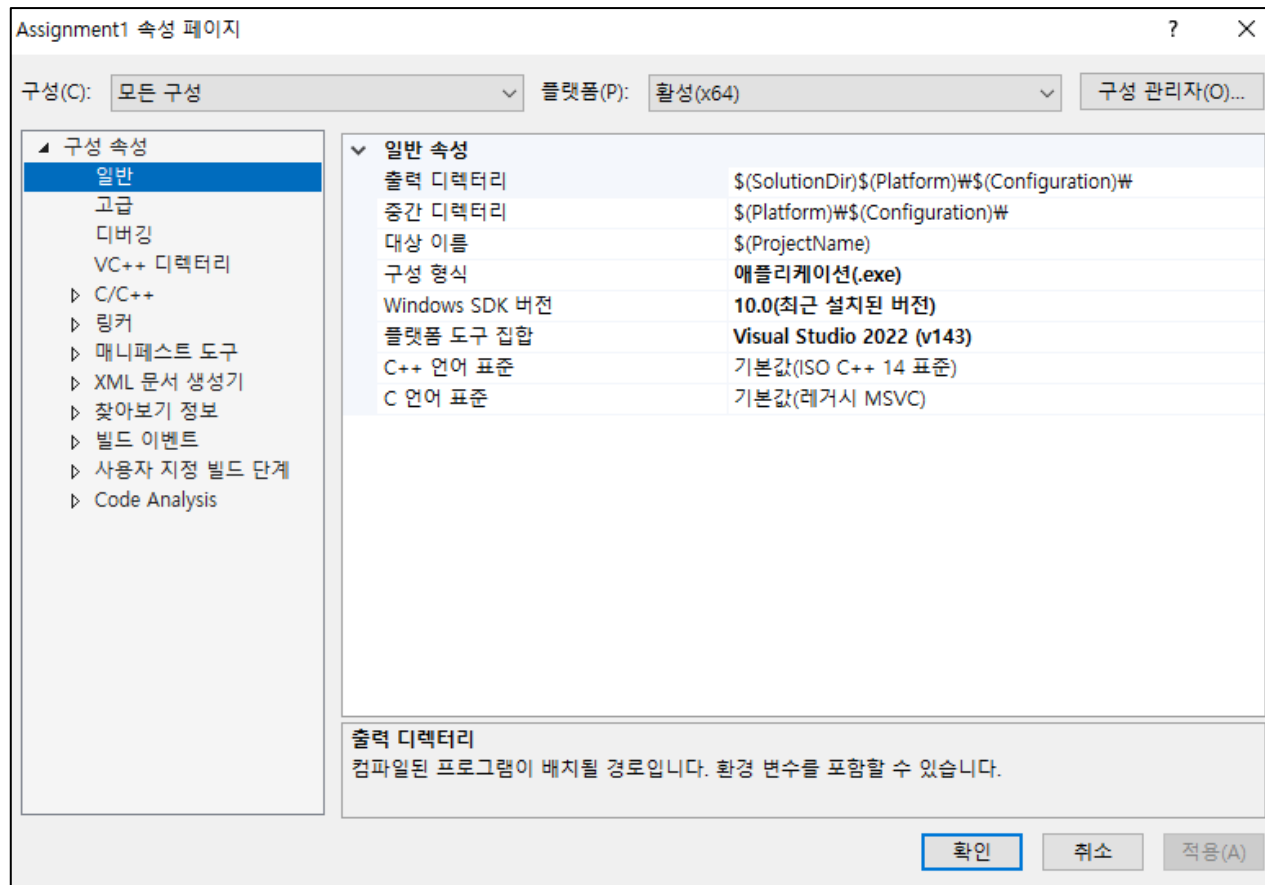 Assignment1 속성 페이지 ?
구성(C): 모든 구성 플랫폼(P): 활성(x64) 구성 관리자(O)...
구성 속성
일반
고급
디버깅
VC++ 디렉터리
C/C++
링커
매니페스트 도구
XML 문서 생성기
찾아보기 정보
빌드 이벤트
사용자 지정 빌드 단계
Code Analysis
일반 속성
출력 디렉터리 $(SolutionDir)$(Platform)₩$(Configuration)₩
중간 디렉터리 $(Platform)₩$(Configuration)₩
대상 이름 $(ProjectName)
구성 형식 애플리케이션(.exe)
Windows SDK 버전 10.0(최근 설치된 버전)
플랫폼 도구 집합 Visual Studio 2022 (v143)
C++ 언어 표준 기본값(ISO C++ 14 표준)
C 언어 표준 기본값(레거시 MSVC)
출력 디렉터리
컴파일된 프로그램이 배치될 경로입니다. 환경 변수를 포함할 수 있습니다.
확인 취소 적용(A)